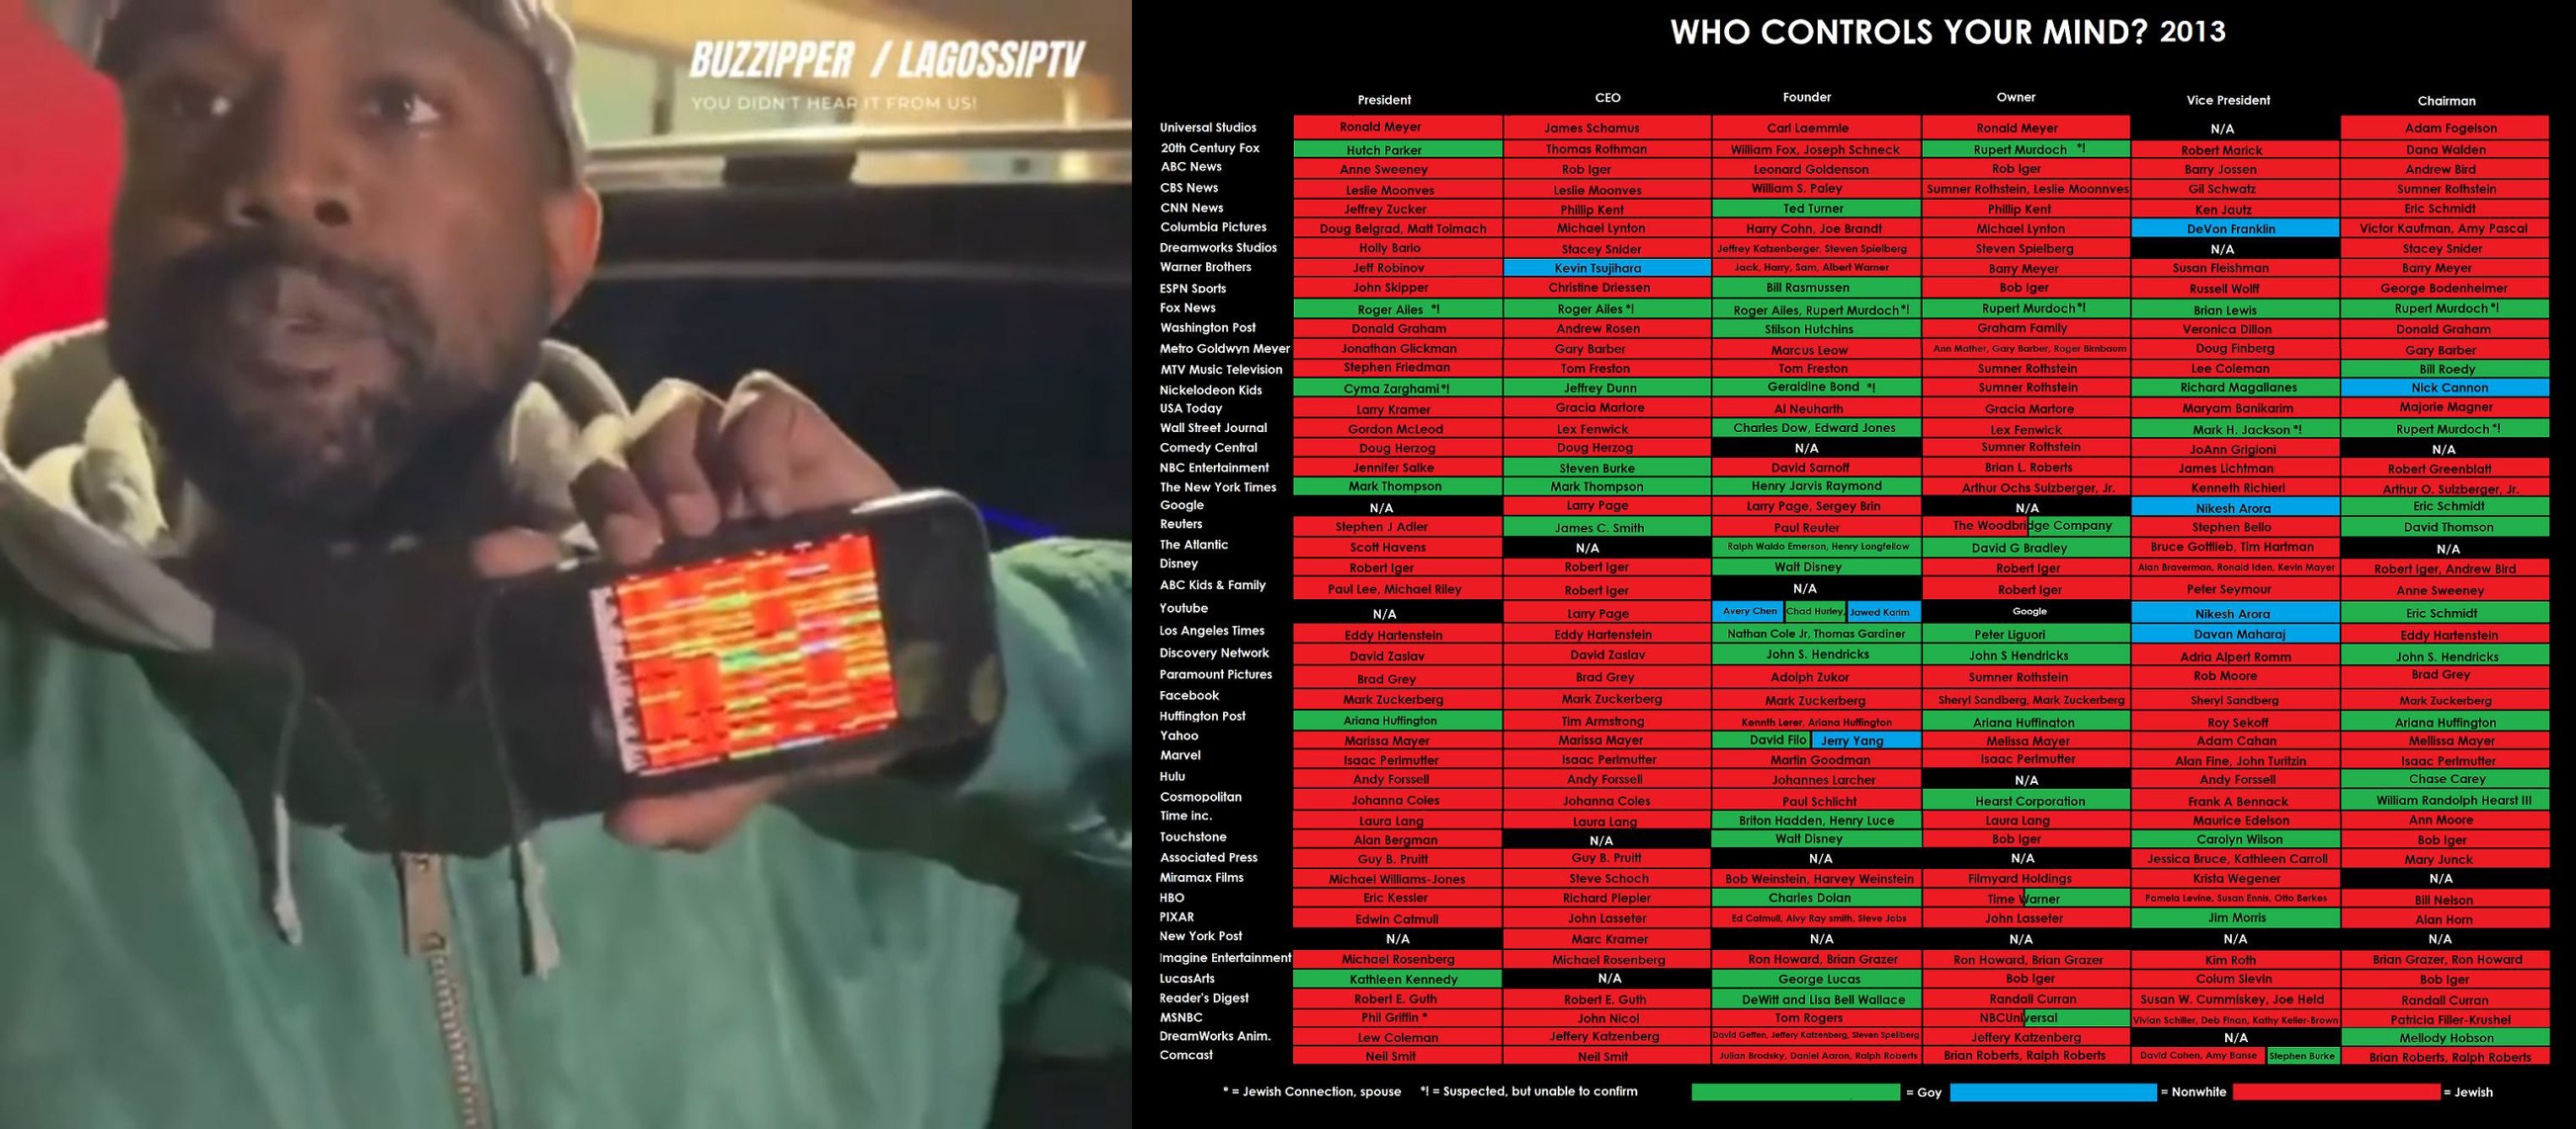 BUZZIPPER / LAGOSSIPTV
YOU DIDN'T HEAR IT FROM US!
WHO CONTROLS YOUR MIND? 2013
President CEO Founder Owner Vice President Chairman
Universal Studios Ronald Meyer James Schamus Carl Laemmle Ronald Meyer N/A Adam Fogelson
20th Century Fox Hutch Parker Thomas Rothman William Fox, Joseph Schneck Rupert Murdoch *! Robert Marick Dana Walden
ABC News Anne Sweeney Rob Iger Leonard Goldenson Rob Iger Barry Jossen Andrew Bird
CBS News Leslie Moonves Leslie Moonves William S. Paley Sumner Rothstein, Leslie Moonnves Gil Schwatz Sumner Rothstein
CNN News Jeffrey Zucker Phillip Kent Ted Turner Phillip Kent Ken Jautz Eric Schmidt
Columbia Pictures Doug Belgrad, Matt Tolmach Michael Lynton Harry Cohn, Joe Brandt Michael Lynton DeVon Franklin Victor Kaufman, Amy Pascal
Dreamworks Studios Holly Bario Stacey Snider Jeffrey Katzenberger, Steven Spielberg Steven Spielberg N/A Stacey Snider
Warner Brothers Jeff Robinov Kevin Tsujihara Jack, Harry, Sam, Albert Warner Barry Meyer Susan Fleishman Barry Meyer
ESPN Sports John Skipper Christine Driessen Bill Rasmussen Bob Iger Russell Wolff George Bodenheimer
Fox News Roger Ailes *! Roger Ailes *! Roger Ailes, Rupert Murdoch *! Rupert Murdoch *! Brian Lewis Rupert Murdoch *!
Washington Post Donald Graham Andrew Rosen Stilson Hutchins Graham Family Veronica Dillon Donald Graham
Metro Goldwyn Meyer Jonathan Glickman Gary Barber Marcus Leow Ann Mather, Gary Barber, Roger Birnbaum Doug Finberg Gary Barber
MTV Music Television Stephen Friedman Tom Freston Tom Freston Sumner Rothstein Lee Coleman Bill Roedy
Nickelodeon Kids Cyma Zarghami *! Jeffrey Dunn Geraldine Bond *! Sumner Rothstein Richard Magallanes Nick Cannon
USA Today Larry Kramer Gracia Martore Al Neuharth Gracia Martore Maryam Banikarim Majorie Magner
Wall Street Journal Gordon McLeod Lex Fenwick Charles Dow, Edward Jones Lex Fenwick Mark H. Jackson *! Rupert Murdoch *!
Comedy Central Doug Herzog Doug Herzog N/A Sumner Rothstein JoAnn Grigioni N/A
NBC Entertainment Jennifer Salke Steven Burke David Sarnoff Brian L. Roberts James Lichtman Robert Greenblatt
The New York Times Mark Thompson Mark Thompson Henry Jarvis Raymond Arthur Ochs Sulzberger, Jr. Kenneth Richieri Arthur O. Sulzberger, Jr.
Google N/A Larry Page Larry Page, Sergey Brin N/A Nikesh Arora Eric Schmidt
Reuters Stephen J Adler James C. Smith Paul Reuter The Woodbridge Company Stephen Bello David Thomson
The Atlantic Scott Havens N/A Ralph Waldo Emerson, Henry Longfellow David G Bradley Bruce Gottlieb, Tim Hartman N/A
Disney Robert Iger Robert Iger Walt Disney Robert Iger Alan Braverman, Ronald Iden, Kevin Mayer Robert Iger, Andrew Bird
ABC Kids & Family Paul Lee, Michael Riley Robert Iger N/A Robert Iger Peter Seymour Anne Sweeney
Youtube N/A Larry Page Avery Chen Chad Hurley, Jawed Karim Google Nikesh Arora Eric Schmidt
Los Angeles Times Eddy Hartenstein Eddy Hartenstein Nathan Cole Jr, Thomas Gardiner Peter Liguori Davan Maharaj Eddy Hartenstein
Discovery Network David Zaslav David Zaslav John S. Hendricks John S Hendricks Adria Alpert Romm John S. Hendricks
Paramount Pictures Brad Grey Brad Grey Adolph Zukor Sumner Rothstein Rob Moore Brad Grey
Facebook Mark Zuckerberg Mark Zuckerberg Mark Zuckerberg Sheryl Sandberg, Mark Zuckerberg Sheryl Sandberg Mark Zuckerberg
Huffington Post Ariana Huffington Tim Armstrong Kennth Lerer, Ariana Huffington Ariana Huffington Roy Sekoff Ariana Huffington
Yahoo Marissa Mayer Marissa Mayer David Filo Jerry Yang Melissa Mayer Adam Cahan Mellissa Mayer
Marvel Isaac Perlmutter Isaac Perlmutter Martin Goodman Isaac Perlmutter Alan Fine, John Turitzin Isaac Perlmutter
Hulu Andy Forssell Andy Forssell Johannes Larcher N/A Andy Forssell Chase Carey
Cosmopolitan Johanna Coles Johanna Coles Paul Schlicht Hearst Corporation Frank A Bennack William Randolph Hearst III
Time inc. Laura Lang Laura Lang Briton Hadden, Henry Luce Laura Lang Maurice Edelson Ann Moore
Touchstone Alan Bergman N/A Walt Disney Bob Iger Carolyn Wilson Bob Iger
Associated Press Guy B. Pruitt Guy B. Pruitt N/A N/A Jessica Bruce, Kathleen Carroll Mary Junck
Miramax Films Michael Williams-Jones Steve Schoch Bob Weinstein, Harvey Weinstein Filmyard Holdings Krista Wegener N/A
HBO Eric Kessler Richard Plepler Charles Dolan Time Warner Pamela Levine, Susan Ennis, Otto Berkes Bill Nelson
PIXAR Edwin Catmull John Lasseter Ed Catmull, Alvy Ray smith, Steve Jobs John Lasseter Jim Morris Alan Horn
New York Post N/A Marc Kramer N/A N/A N/A N/A
Imagine Entertainment Michael Rosenberg Michael Rosenberg Ron Howard, Brian Grazer Ron Howard, Brian Grazer Kim Roth Brian Grazer, Ron Howard
LucasArts Kathleen Kennedy N/A George Lucas Bob Iger Colum Slevin Bob Iger
Reader's Digest Robert E. Guth Robert E. Guth DeWitt and Lisa Bell Wallace Randall Curran Susan W. Cummiskey, Joe Held Randall Curran
MSNBC Phil Griffin * John Nicol Tom Rogers NBCUniversal Vivian Schiller, Deb Finan, Kathy Keller-Brown Patricia Filler-Krushel
DreamWorks Anim. Lew Coleman Jeffery Katzenberg David Geffen, Jeffery Katzenberg, Steven Speilberg Jeffery Katzenberg N/A Mellody Hobson
Comcast Neil Smit Neil Smit Julian Brodsky, Daniel Aaron, Ralph Roberts Brian Roberts, Ralph Roberts David Cohen, Amy Banse Stephen Burke Brian Roberts, Ralph Roberts
* = Jewish Connection, spouse *! = Suspected, but unable to confirm = Goy = Nonwhite = Jewish